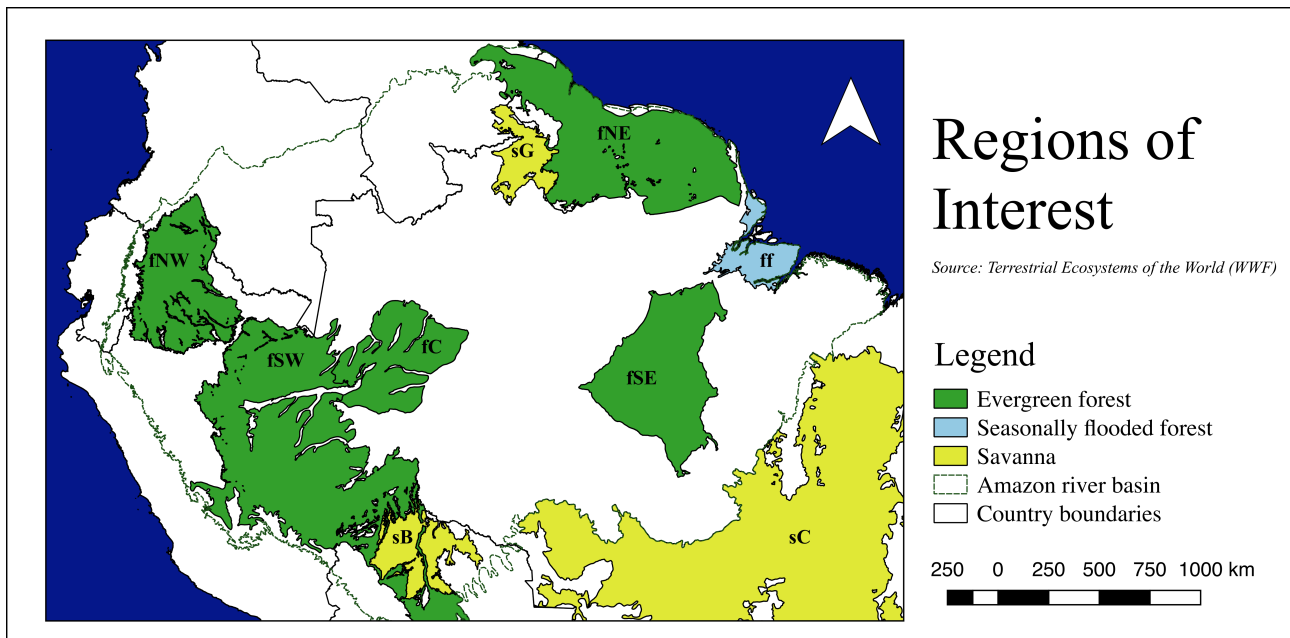 Regions of
Interest
Source: Terrestrial Ecosystems of the World (WWF)
fNE
sG
fNW
ff
fSW
fC
fSE
sB
sC
Legend
Evergreen forest
Seasonally flooded forest
Savanna
Amazon river basin
Country boundaries
250 0 250 500 750 1000 km